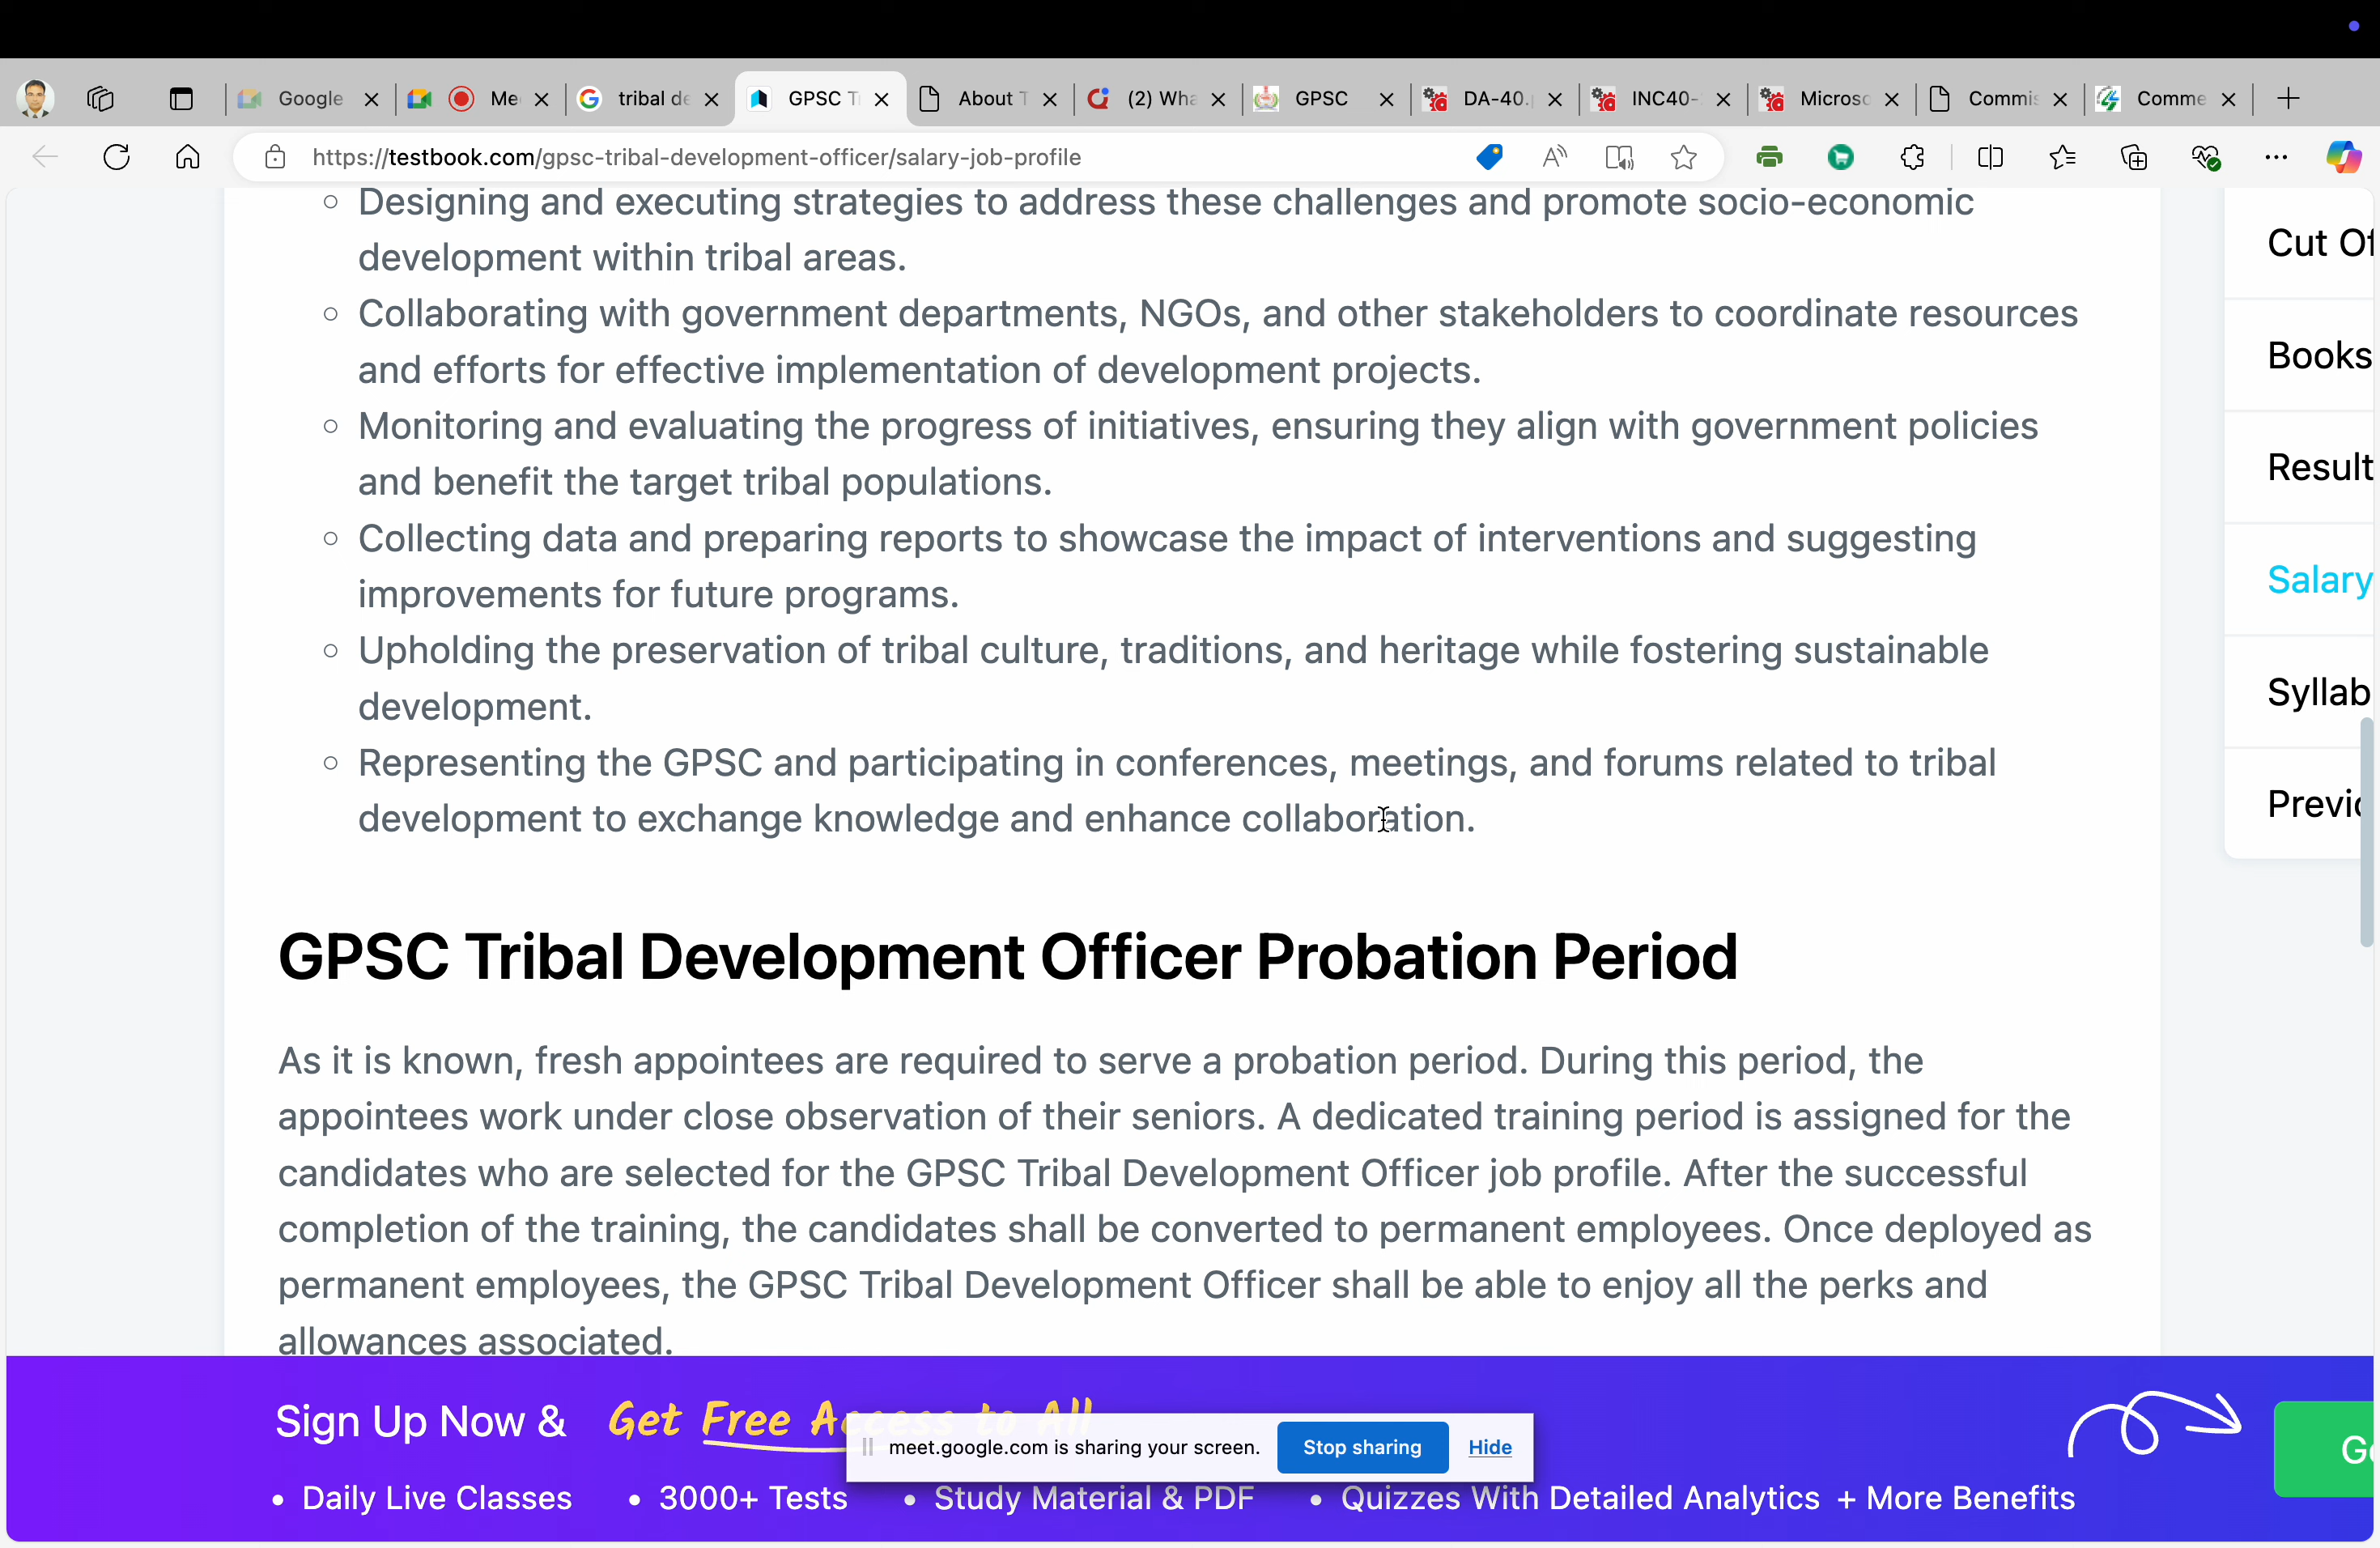 Google
Me
tribal de
GPSC T
About T
(2) Wha
GPSC
DA-40.
INC40-
Microso
Commis
Comme
https://testbook.com/gpsc-tribal-development-officer/salary-job-profile
Designing and executing strategies to address these challenges and promote socio-economic
development within tribal areas.
Collaborating with government departments, NGOs, and other stakeholders to coordinate resources
and efforts for effective implementation of development projects.
Monitoring and evaluating the progress of initiatives, ensuring they align with government policies
and benefit the target tribal populations.
Collecting data and preparing reports to showcase the impact of interventions and suggesting
improvements for future programs.
Upholding the preservation of tribal culture, traditions, and heritage while fostering sustainable
development.
Representing the GPSC and participating in conferences, meetings, and forums related to tribal
development to exchange knowledge and enhance collaboration.
GPSC Tribal Development Officer Probation Period
As it is known, fresh appointees are required to serve a probation period. During this period, the
appointees work under close observation of their seniors. A dedicated training period is assigned for the
candidates who are selected for the GPSC Tribal Development Officer job profile. After the successful
completion of the training, the candidates shall be converted to permanent employees. Once deployed as
permanent employees, the GPSC Tribal Development Officer shall be able to enjoy all the perks and
allowances associated.
Cut Of
Books
Result
Salary
Syllab
Previo
Sign Up Now & Get Free Access to All
meet.google.com is sharing your screen.
Stop sharing
Hide
Daily Live Classes
3000+ Tests
Study Material & PDF
Quizzes With Detailed Analytics
+ More Benefits
Ge